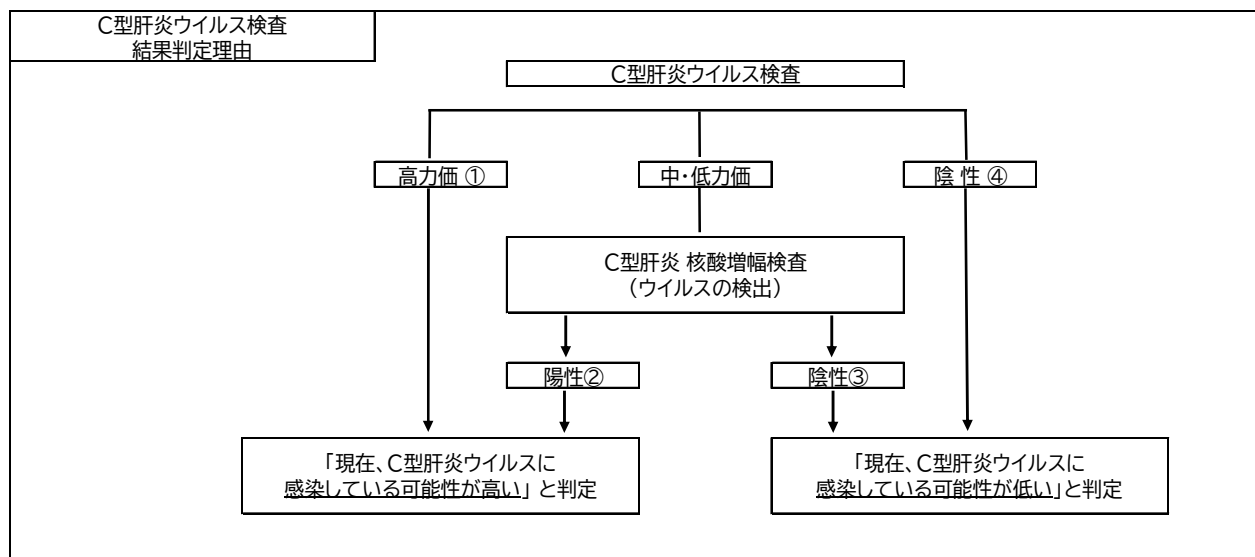 C型肝炎ウイルス検査
結果判定理由
C型肝炎ウイルス検査
高力価 ①
中・低力価
陰 性 ④
C型肝炎 核酸増幅検査
（ウイルスの検出）
陽性②
陰性③
「現在、C型肝炎ウイルスに
感染している可能性が高い」 と判定
「現在、C型肝炎ウイルスに
感染している可能性が低い」と判定